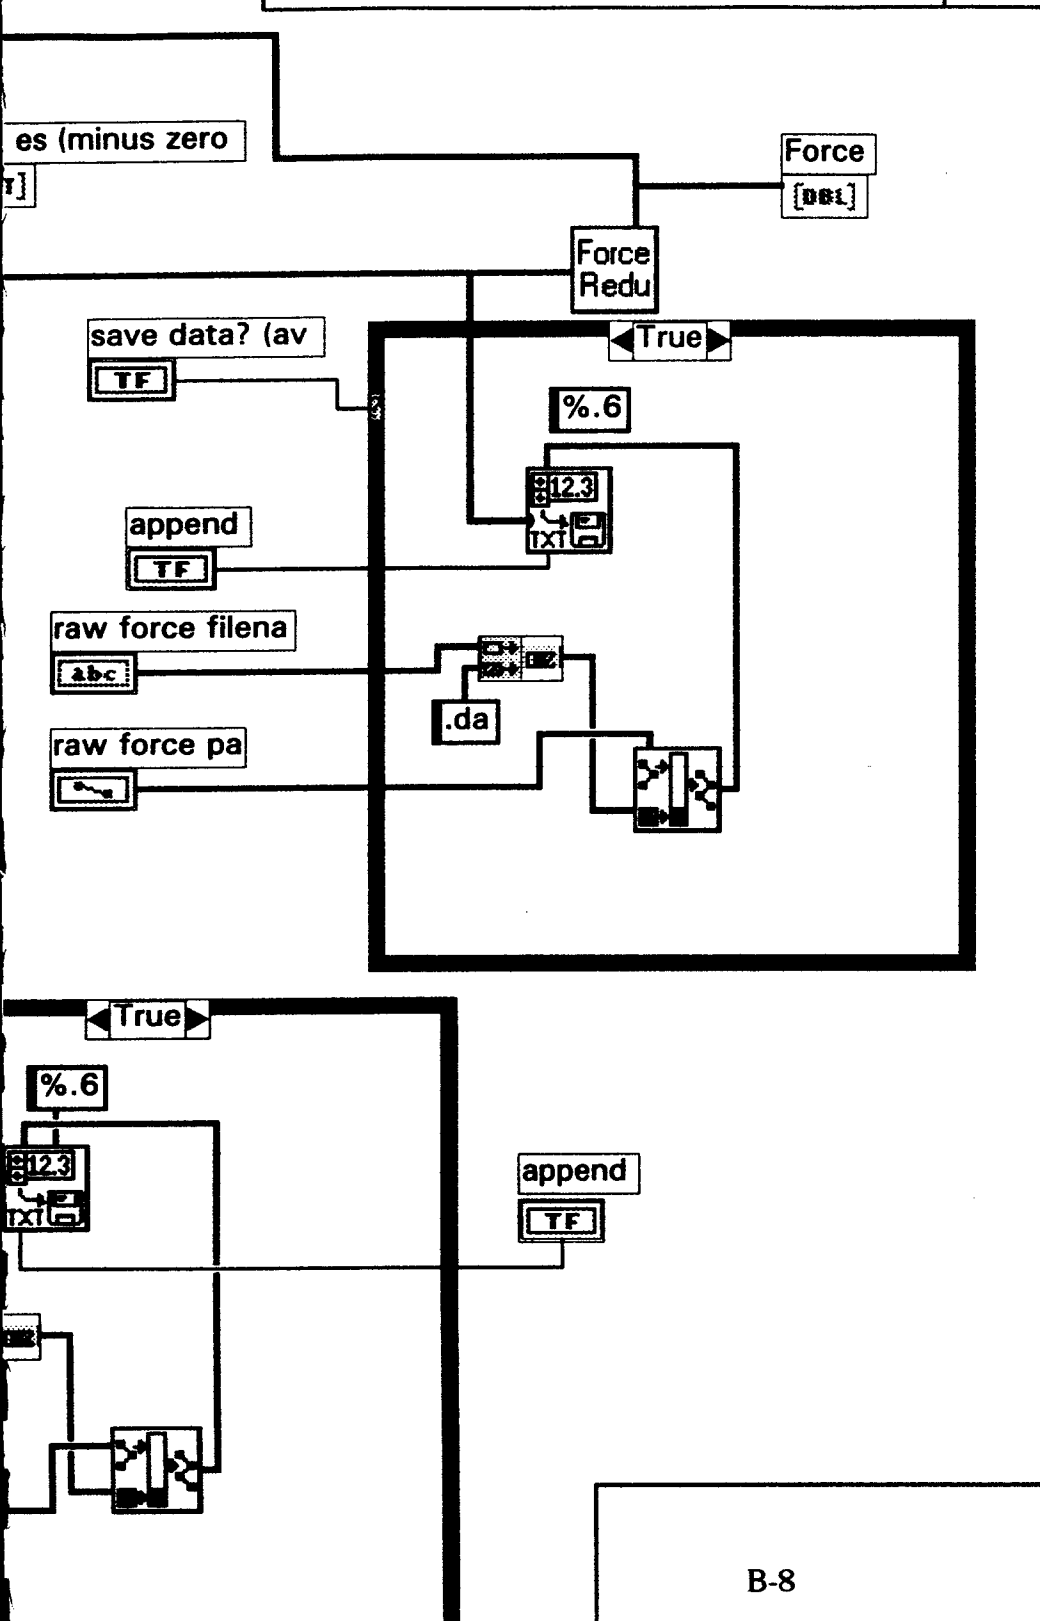 es (minus zero
Force
[DBL]
Force
Redu
save data? (av
True
TF
%.6
12.3
append
TXT
TF
raw force filena
abc
.da
raw force pa
True
%.6
12.3
append
TXT
TF
B-8